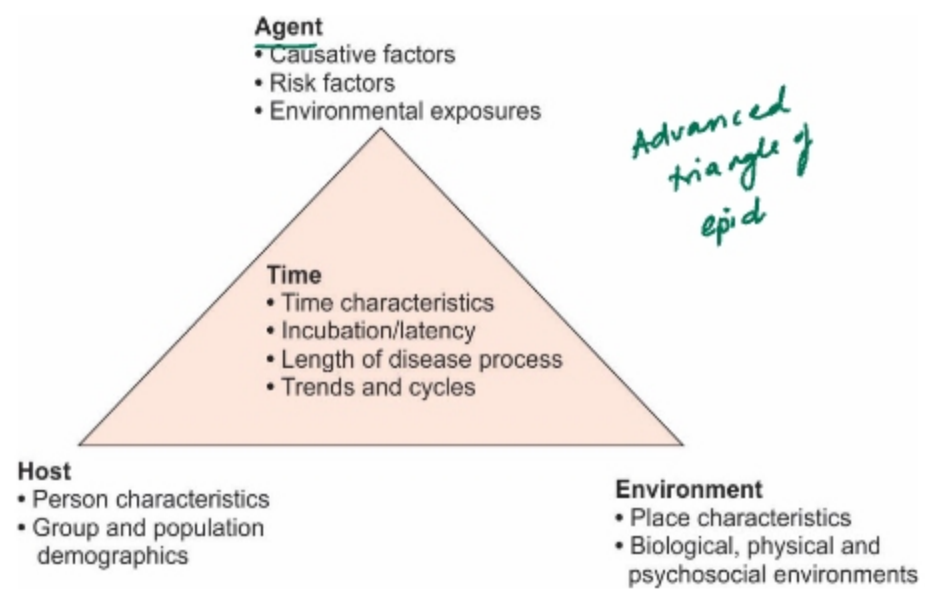 Agent
• Causative factors
• Risk factors
• Environmental exposures
Advanced
triangle of
epid
Time
• Time characteristics
• Incubation/latency
• Length of disease process
• Trends and cycles
Host
• Person characteristics
• Group and population
demographics
Environment
• Place characteristics
• Biological, physical and
psychosocial environments